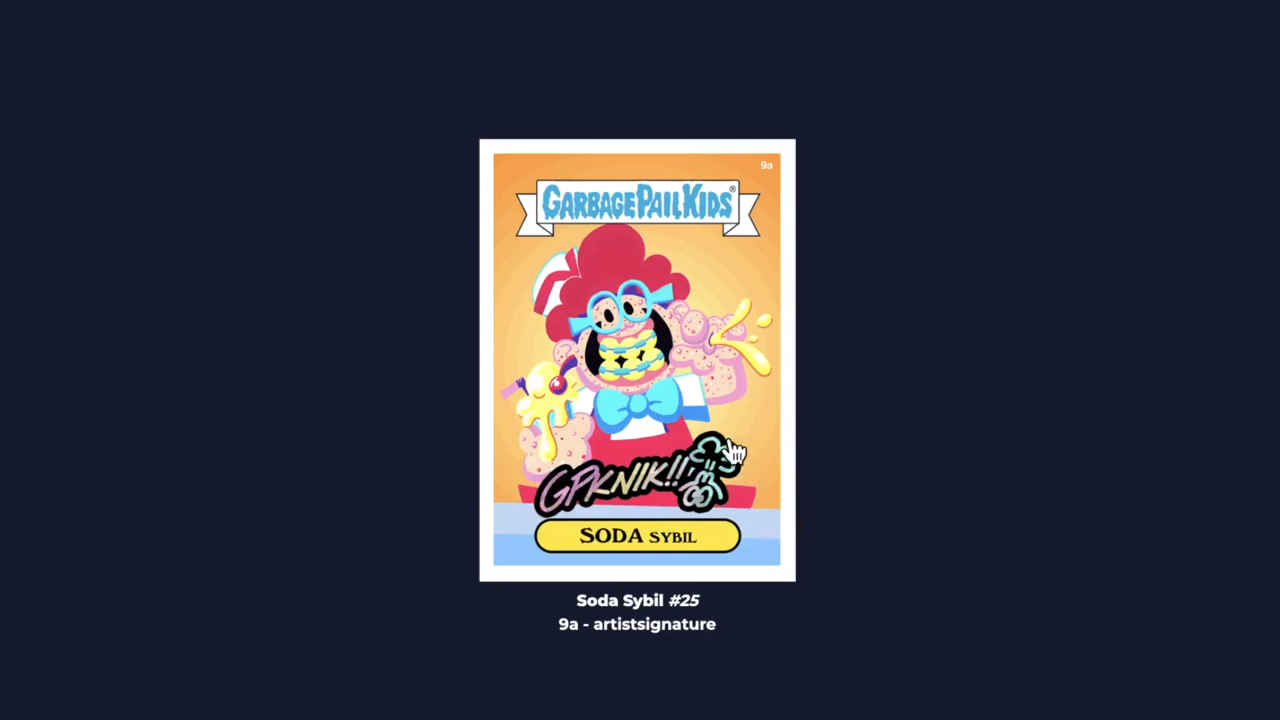 9a
GARBAGE PAIL KIDS ®
GPKNIK!!
SODA SYBIL
Soda Sybil #25
9a - artistsignature